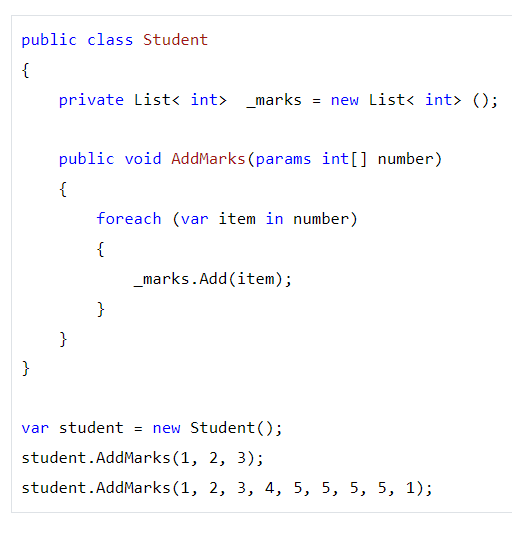 public class Student
{
    private List< int>  _marks = new List< int> ();

    public void AddMarks(params int[] number)
    {
        foreach (var item in number)
        {
            _marks.Add(item);
        }
    }
}

var student = new Student();
student.AddMarks(1, 2, 3);
student.AddMarks(1, 2, 3, 4, 5, 5, 5, 5, 1);